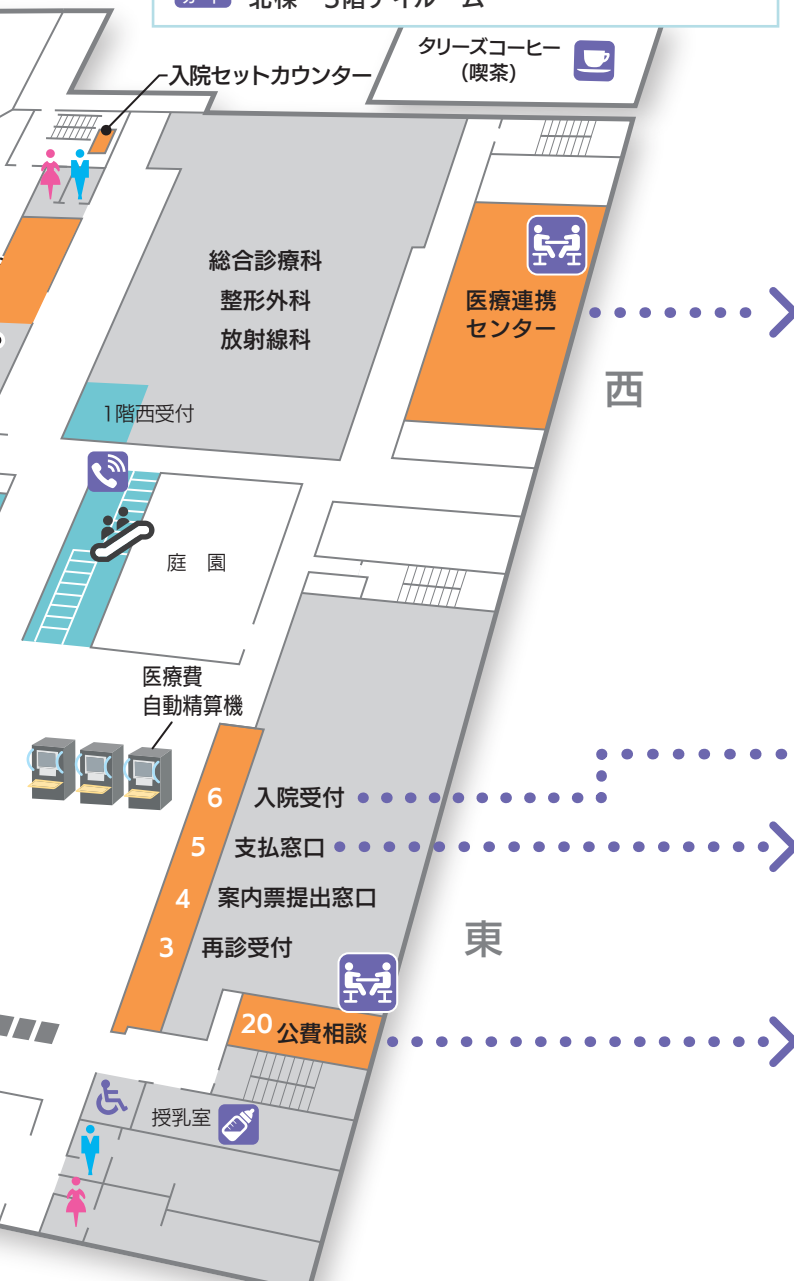 北棟 3階デイルーム
タリーズコーヒー
(喫茶)
入院セットカウンター
総合診療科
整形外科
放射線科
医療連携
センター
西
1階西受付
庭 園
医療費
自動精算機
6 入院受付
5 支払窓口
4 案内票提出窓口
3 再診受付
東
20 公費相談
授乳室